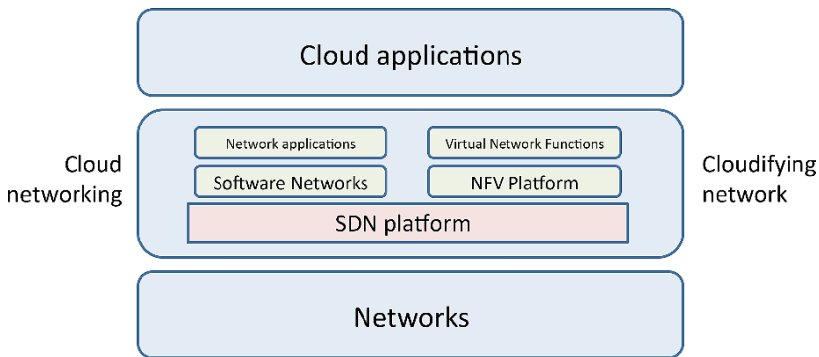 Cloud applications
Network applications
Virtual Network Functions
Cloud
networking
Software Networks
NFV Platform
Cloudifying
network
SDN platform
Networks